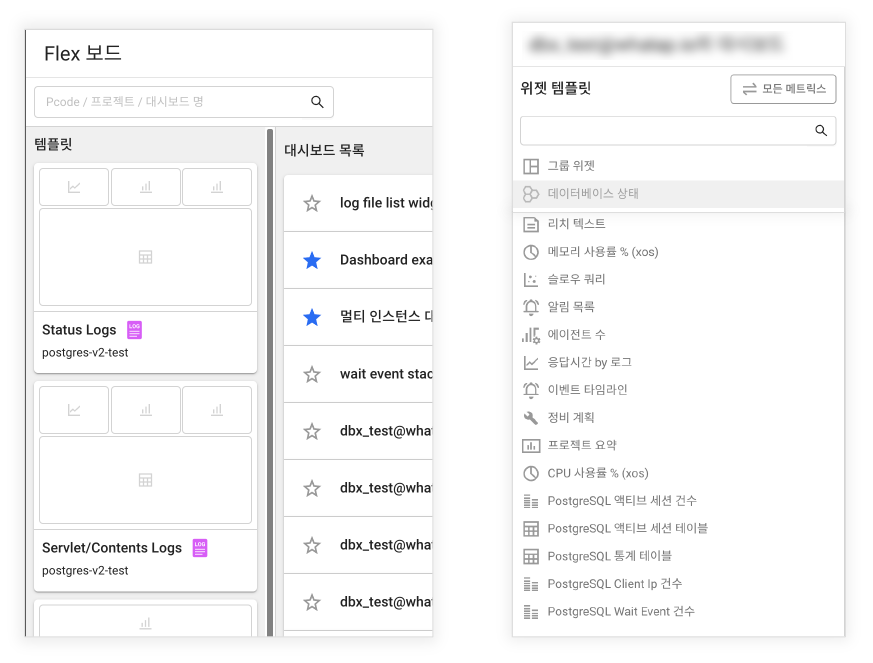 Flex 보드
Pcode / 프로젝트 / 대시보드 명
템플릿
Status Logs
LOG
postgres-v2-test
Servlet/Contents Logs
LOG
postgres-v2-test
대시보드 목록
log file list widg
Dashboard exa
멀티 인스턴스 대
wait event stac
dbx_test@what
dbx_test@what
dbx_test@what
dbx_test@what
위젯 템플릿
모든 메트릭스
그룹 위젯
데이터베이스 상태
리치 텍스트
메모리 사용률 % (xos)
슬로우 쿼리
알림 목록
에이전트 수
응답시간 by 로그
이벤트 타임라인
정비 계획
프로젝트 요약
CPU 사용률 % (xos)
PostgreSQL 액티브 세션 건수
PostgreSQL 액티브 세션 테이블
PostgreSQL 통계 테이블
PostgreSQL Client Ip 건수
PostgreSQL Wait Event 건수